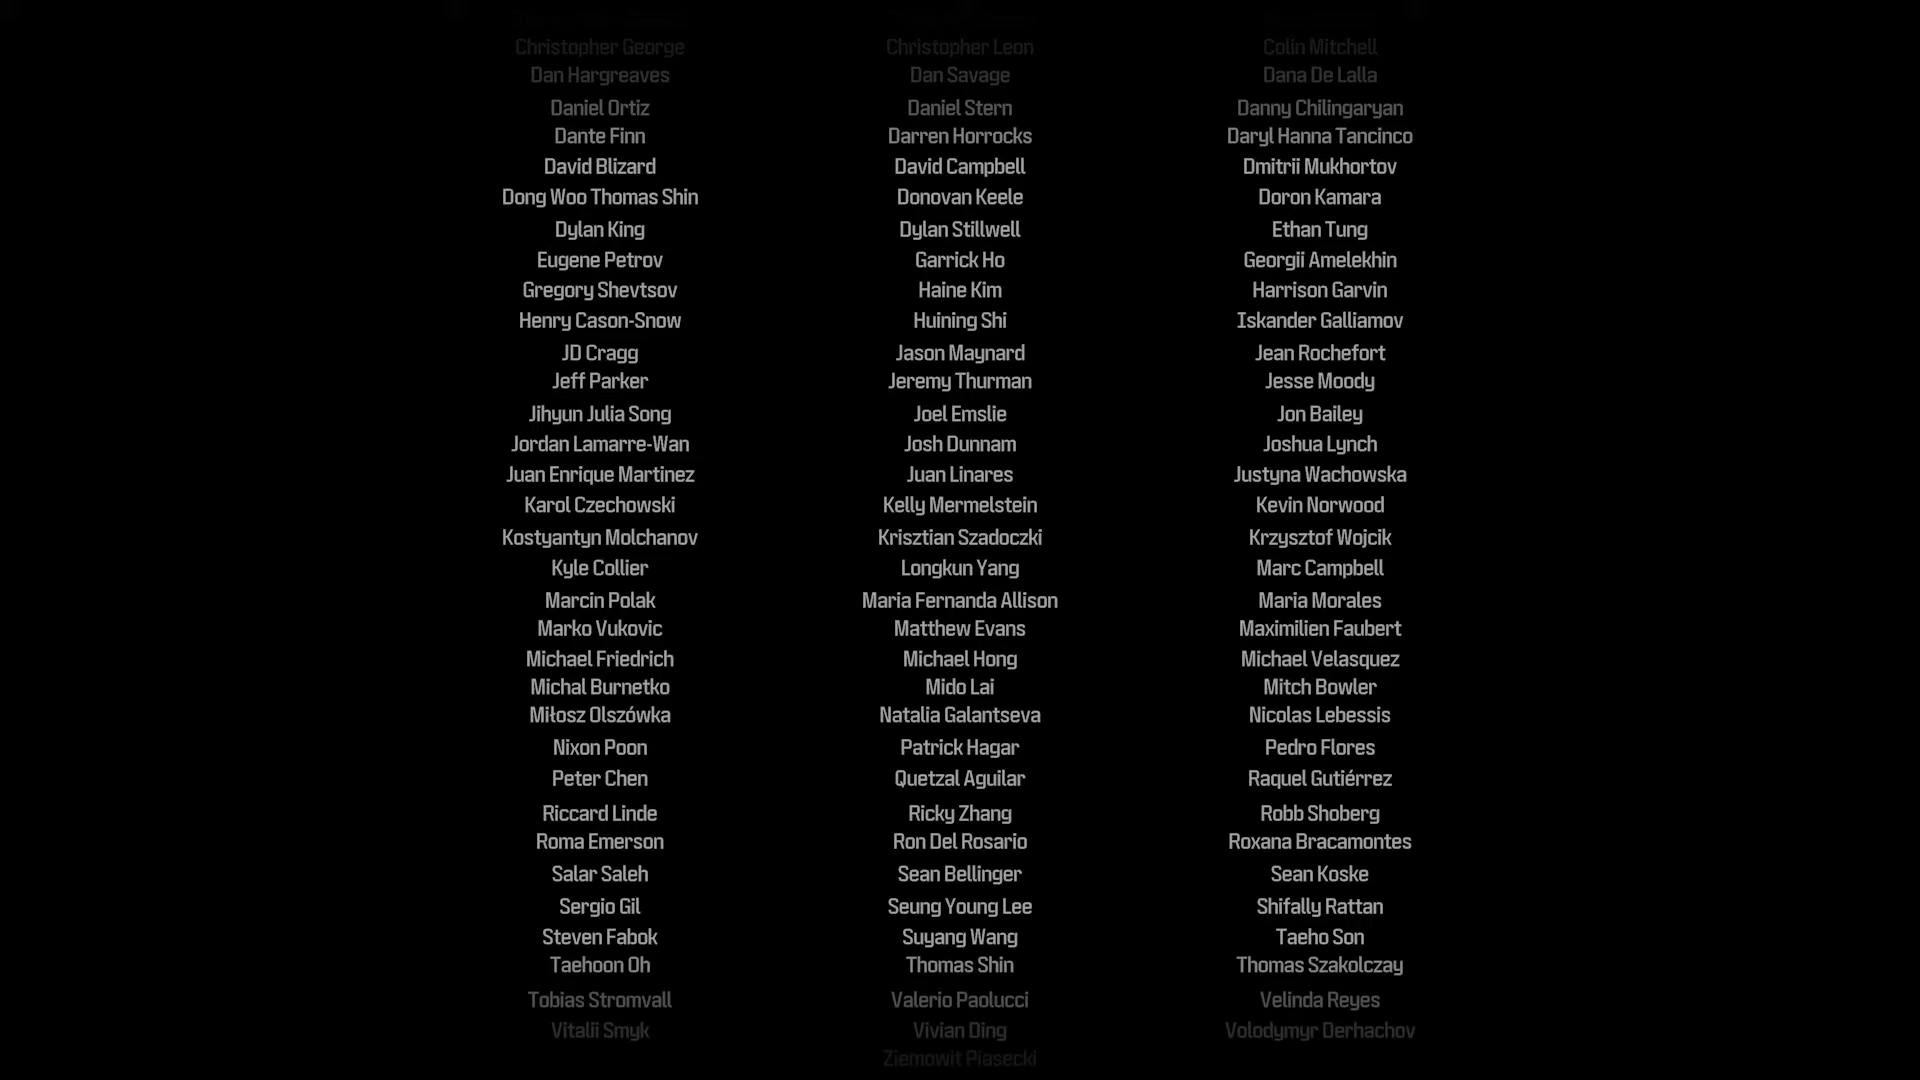 Christopher George Christopher Leon Colin Mitchell
Dan Hargreaves Dan Savage Dana De Lalla
Daniel Ortiz Daniel Stern Danny Chilingaryan
Dante Finn Darren Horrocks Daryl Hanna Tancinco
David Blizard David Campbell Dmitrii Mukhortov
Dong Woo Thomas Shin Donovan Keele Doron Kamara
Dylan King Dylan Stillwell Ethan Tung
Eugene Petrov Garrick Ho Georgii Amelekhin
Gregory Shevtsov Haine Kim Harrison Garvin
Henry Cason-Snow Huining Shi Iskander Galliamov
JD Cragg Jason Maynard Jean Rochefort
Jeff Parker Jeremy Thurman Jesse Moody
Jihyun Julia Song Joel Emslie Jon Bailey
Jordan Lamarre-Wan Josh Dunnam Joshua Lynch
Juan Enrique Martinez Juan Linares Justyna Wachowska
Karol Czechowski Kelly Mermelstein Kevin Norwood
Kostyantyn Molchanov Krisztian Szadoczki Krzysztof Wojcik
Kyle Collier Longkun Yang Marc Campbell
Marcin Polak Maria Fernanda Allison Maria Morales
Marko Vukovic Matthew Evans Maximilien Faubert
Michael Friedrich Michael Hong Michael Velasquez
Michal Burnetko Mido Lai Mitch Bowler
Miłosz Olszówka Natalia Galantseva Nicolas Lebessis
Nixon Poon Patrick Hagar Pedro Flores
Peter Chen Quetzal Aguilar Raquel Gutiérrez
Riccard Linde Ricky Zhang Robb Shoberg
Roma Emerson Ron Del Rosario Roxana Bracamontes
Salar Saleh Sean Bellinger Sean Koske
Sergio Gil Seung Young Lee Shifally Rattan
Steven Fabok Suyang Wang Taeho Son
Taehoon Oh Thomas Shin Thomas Szakolczay
Tobias Stromvall Valerio Paolucci Velinda Reyes
Vitalii Smyk Vivian Ding Volodymyr Derhachov
Ziemowit Piasecki